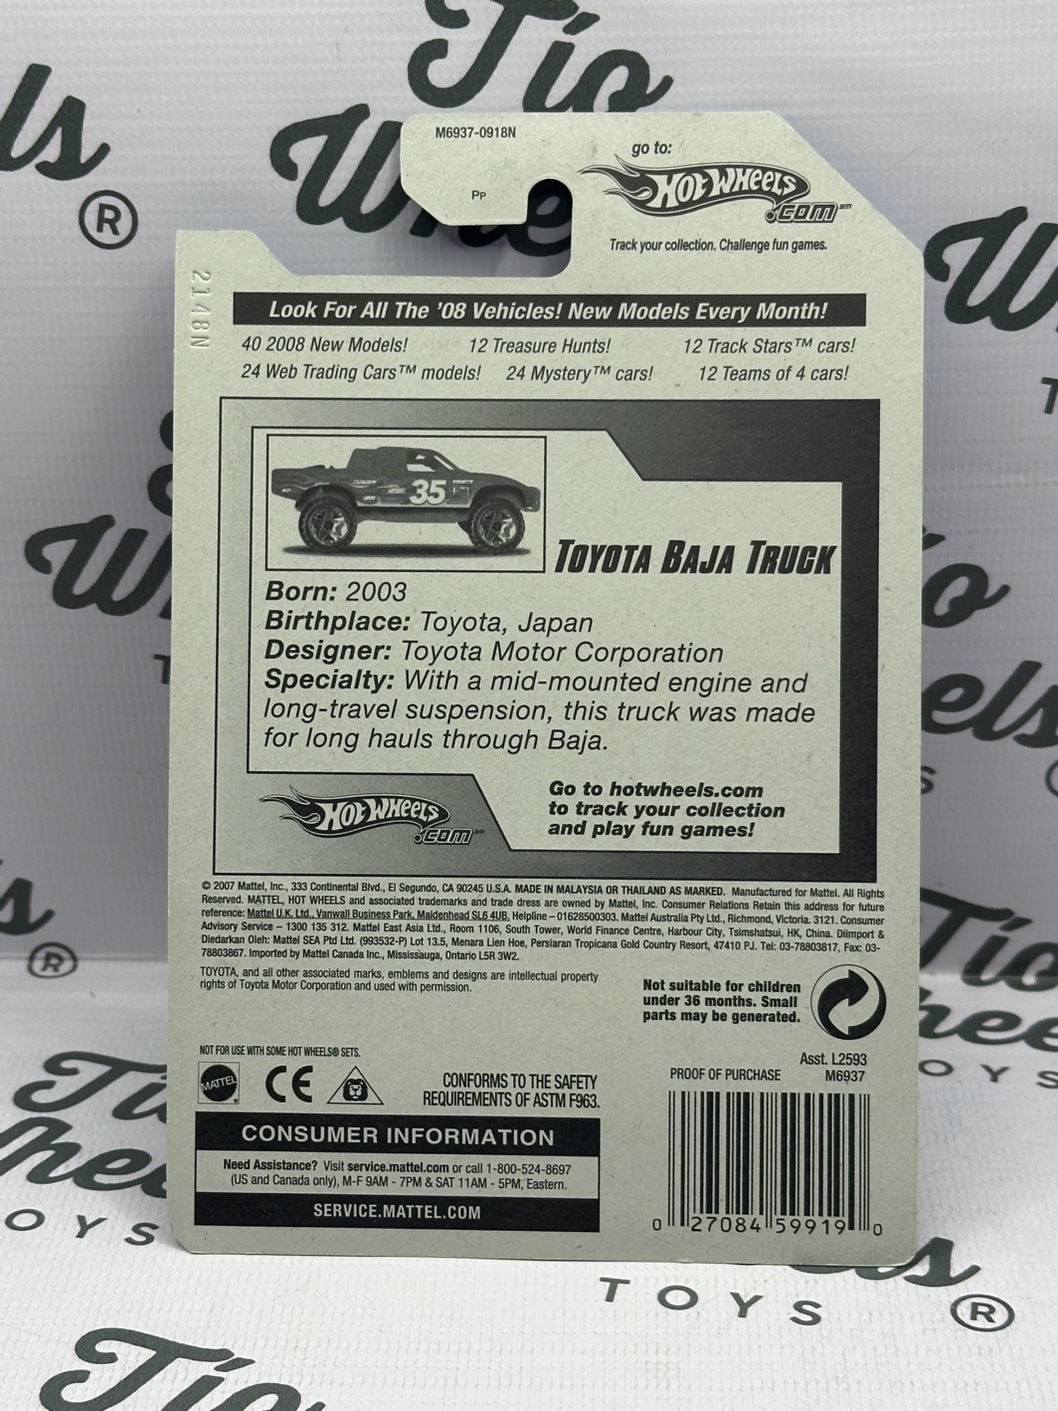 Tío
els
®
Whe
M6937-0918N
Pp
go to:
HOT WHEELS
.COM℠
Track your collection. Challenge fun games.
2148N
Look For All The '08 Vehicles! New Models Every Month!
40 2008 New Models! 12 Treasure Hunts! 12 Track Stars™ cars!
24 Web Trading Cars™ models! 24 Mystery™ cars! 12 Teams of 4 cars!
35
TOYOTA BAJA TRUCK
Born: 2003
Birthplace: Toyota, Japan
Designer: Toyota Motor Corporation
Specialty: With a mid-mounted engine and
long-travel suspension, this truck was made
for long hauls through Baja.
HOT WHEELS
.COM℠
Go to hotwheels.com
to track your collection
and play fun games!
© 2007 Mattel, Inc., 333 Continental Blvd., El Segundo, CA 90245 U.S.A. MADE IN MALAYSIA OR THAILAND AS MARKED. Manufactured for Mattel. All Rights
Reserved. MATTEL, HOT WHEELS and associated trademarks and trade dress are owned by Mattel, Inc. Consumer Relations Retain this address for future
reference: Mattel U.K. Ltd., Vanwall Business Park, Maidenhead SL6 4UB. Helpline – 01628500303. Mattel Australia Pty Ltd., Richmond, Victoria. 3121. Consumer
Advisory Service – 1300 135 312. Mattel East Asia Ltd., Room 1106, South Tower, World Finance Centre, Harbour City, Tsimshatsui, HK, China. Diimport &
Diedarkan Oleh: Mattel SEA Ptd Ltd. (993532-P) Lot 13.5, Menara Lien Hoe, Persiaran Tropicana Gold Country Resort, 47410 PJ. Tel: 03-78803817, Fax: 03-
78803867. Imported by Mattel Canada Inc., Mississauga, Ontario L5R 3W2.
TOYOTA, and all other associated marks, emblems and designs are intellectual property
rights of Toyota Motor Corporation and used with permission.
Not suitable for children
under 36 months. Small
parts may be generated.
NOT FOR USE WITH SOME HOT WHEELS® SETS.
MATTEL
CE
CONFORMS TO THE SAFETY
REQUIREMENTS OF ASTM F963.
Asst. L2593
PROOF OF PURCHASE M6937
CONSUMER INFORMATION
Need Assistance? Visit service.mattel.com or call 1-800-524-8697
(US and Canada only), M-F 9AM - 7PM & SAT 11AM - 5PM, Eastern.
SERVICE.MATTEL.COM
0 27084 59919 0
TOYS ®
Tío